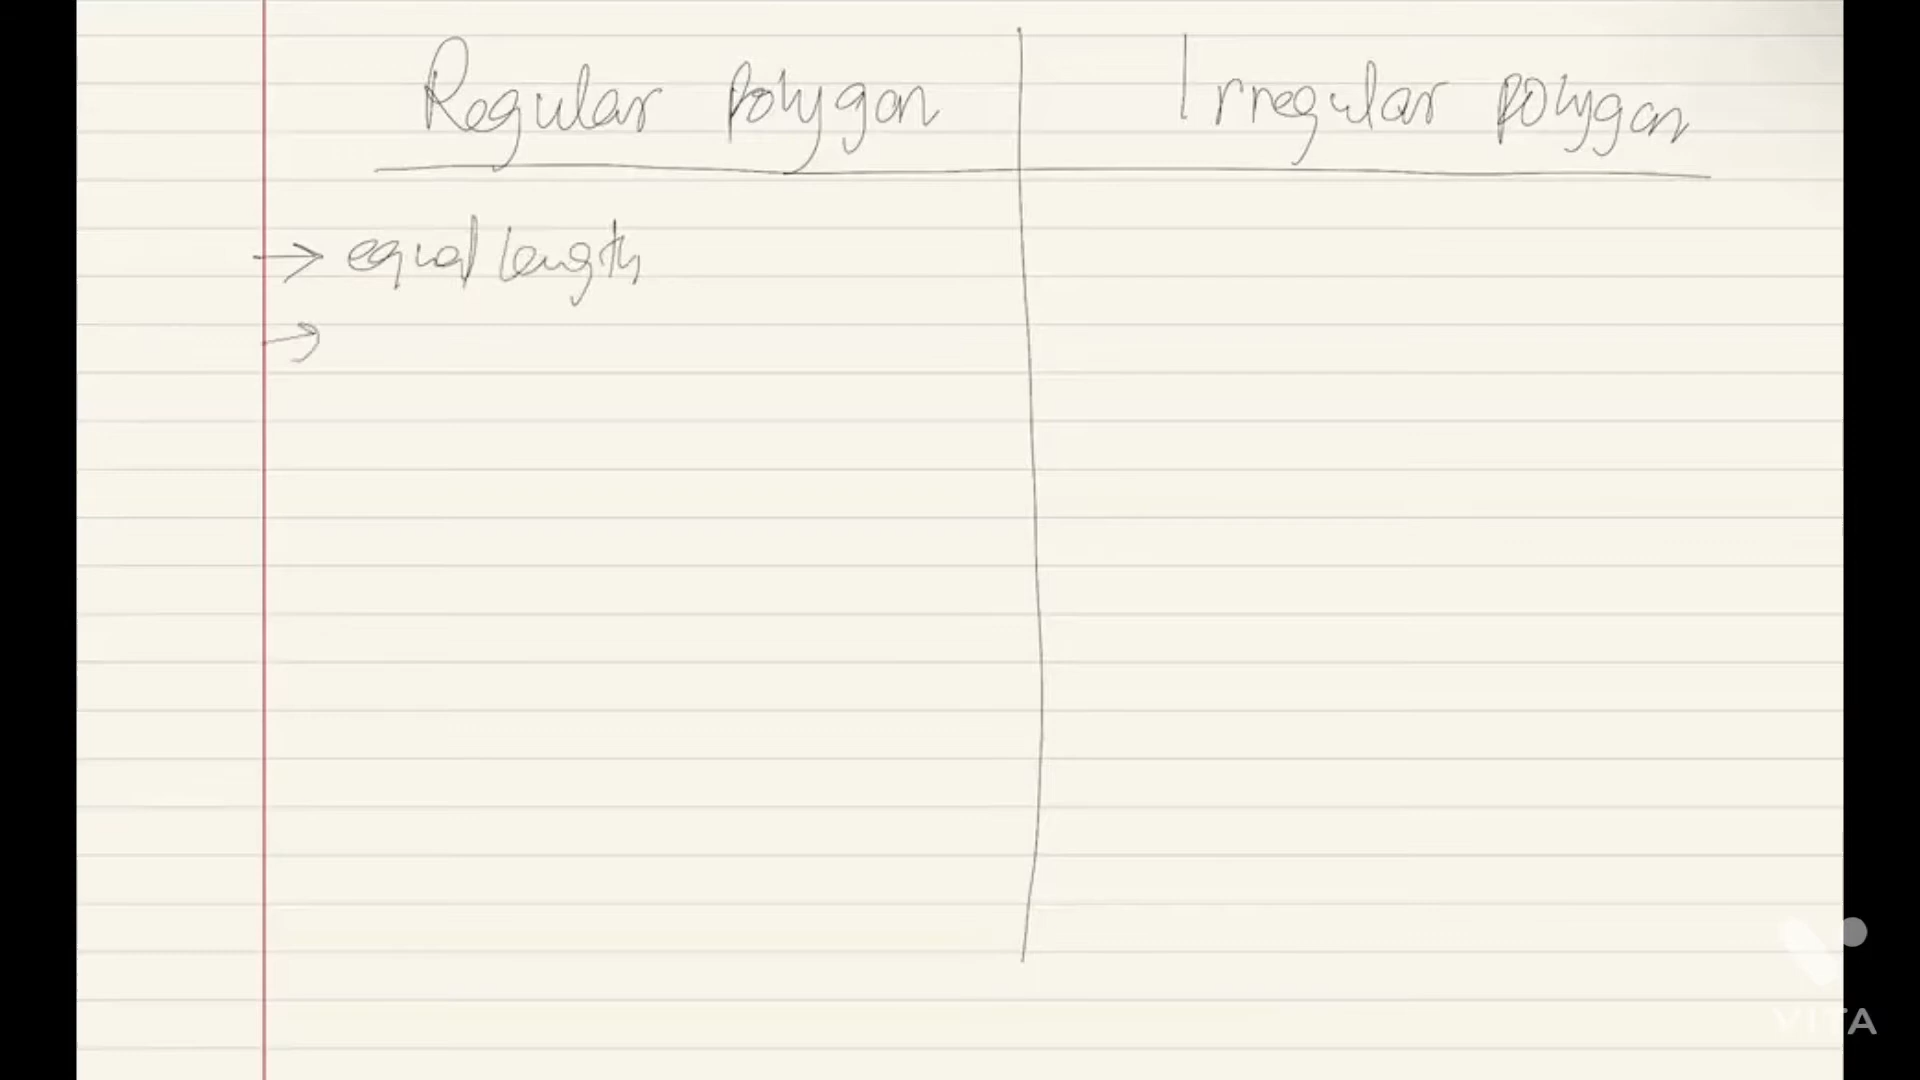 Regular polygon
Irregular polygon
→ equal length
→
VITA